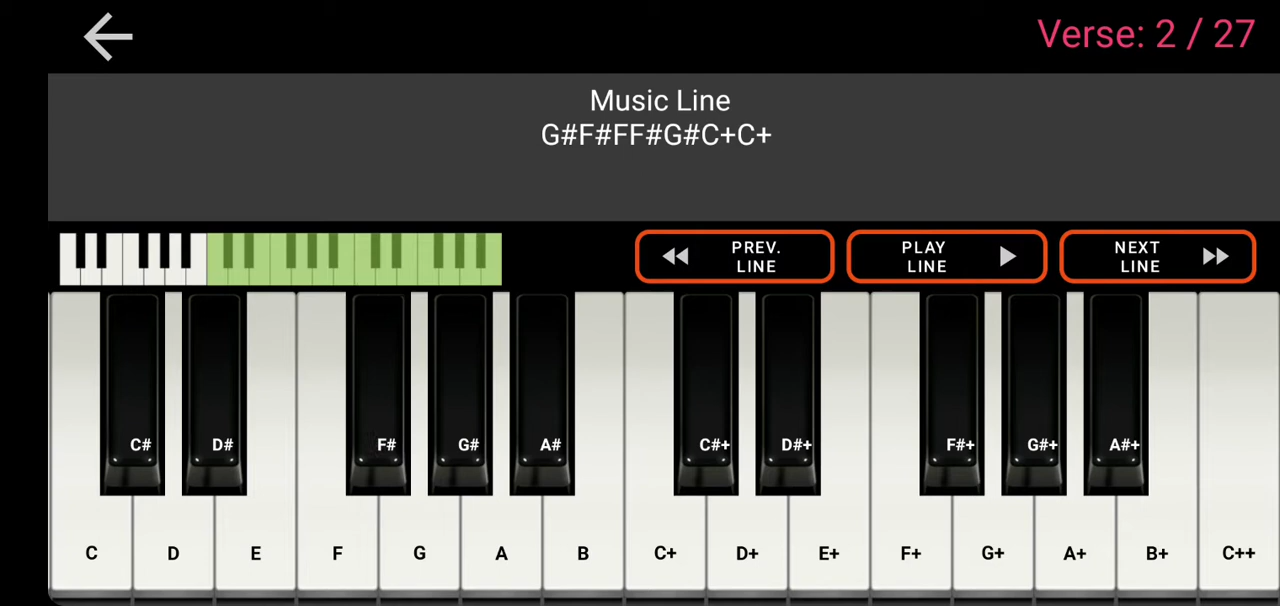 Verse: 2 / 27
Music Line
G#F#FF#G#C+C+
PREV.
LINE
PLAY
LINE
NEXT
LINE
C# D# F# G# A# C#+ D#+ F#+ G#+ A#+
C D E F G A B C+ D+ E+ F+ G+ A+ B+ C++